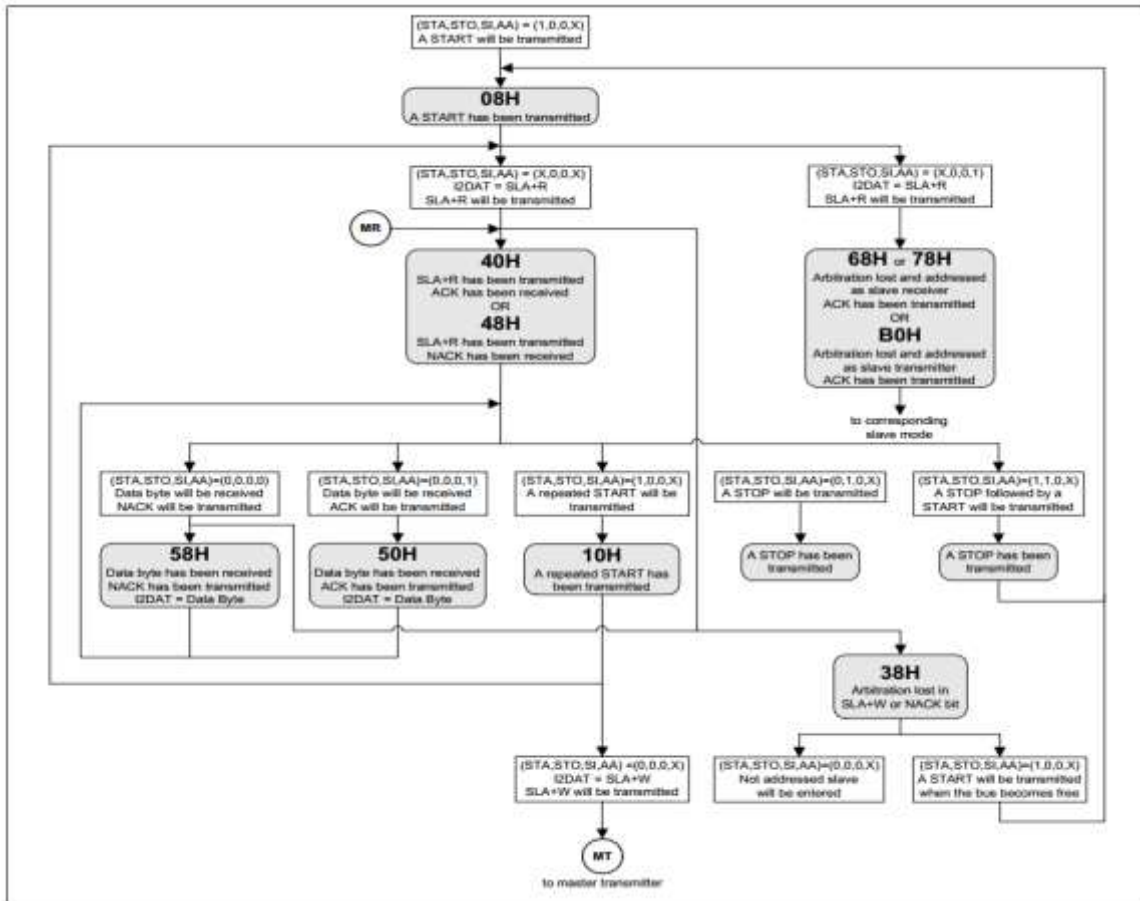 (STA,STO,SI,AA) = (1,0,0,X)
A START will be transmitted
08H
A START has been transmitted
(STA,STO,SI,AA) = (X,0,0,X)
I2DAT = SLA+R
SLA+R will be transmitted
(STA,STO,SI,AA) = (X,0,0,1)
I2DAT = SLA+R
SLA+R will be transmitted
MR
40H
SLA+R has been transmitted
ACK has been received
OR
48H
SLA+R has been transmitted
NACK has been received
68H or 78H
Arbitration lost and addressed
as slave receiver
ACK has been transmitted
OR
B0H
Arbitration lost and addressed
as slave transmitter
ACK has been transmitted
to corresponding
slave mode
(STA,STO,SI,AA)=(0,0,0,0)
Data byte will be received
NACK will be transmitted
(STA,STO,SI,AA)=(0,0,0,1)
Data byte will be received
ACK will be transmitted
(STA,STO,SI,AA)=(1,0,0,X)
A repeated START will be
transmitted
(STA,STO,SI,AA)=(0,1,0,X)
A STOP will be transmitted
(STA,STO,SI,AA)=(1,1,0,X)
A STOP followed by a
START will be transmitted
58H
Data byte has been received
NACK has been transmitted
I2DAT = Data Byte
50H
Data byte has been received
ACK has been transmitted
I2DAT = Data Byte
10H
A repeated START has
been transmitted
A STOP has been
transmitted
A STOP has been
transmitted
38H
Arbitration lost in
SLA+W or NACK bit
(STA,STO,SI,AA) =(0,0,0,X)
I2DAT = SLA+W
SLA+W will be transmitted
(STA,STO,SI,AA)=(0,0,0,X)
Not addressed slave
will be entered
(STA,STO,SI,AA)=(1,0,0,X)
A START will be transmitted
when the bus becomes free
MT
to master transmitter